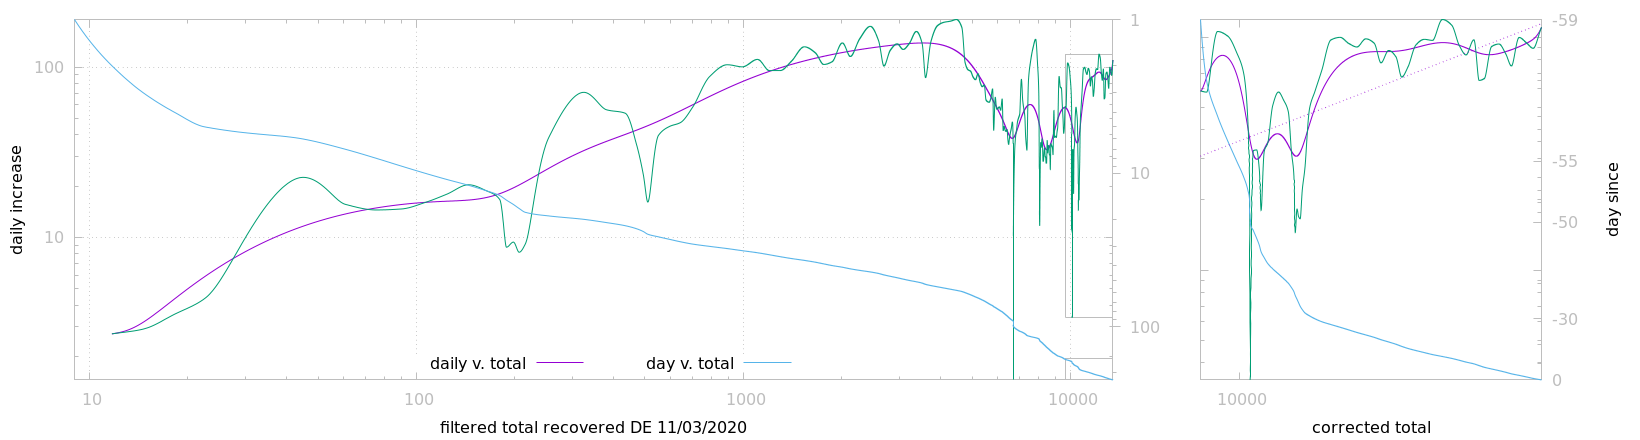 1
-59
100
10
daily increase
10
-55
-50
day since
100
-30
daily v. total
day v. total
0
10
100
1000
10000
10000
filtered total recovered DE 11/03/2020
corrected total